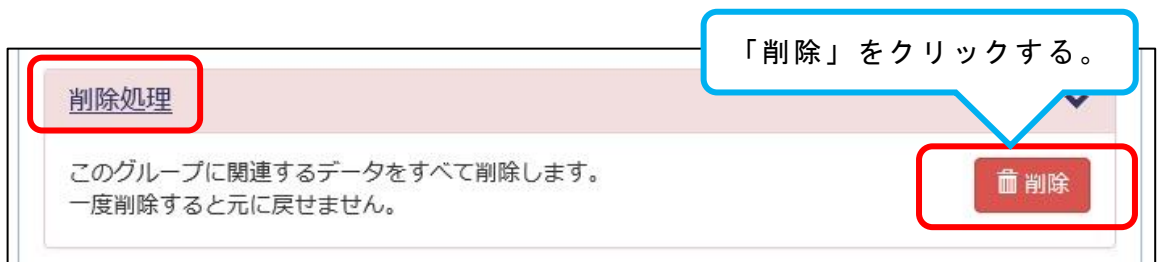 「削除」をクリックする。
削除処理
このグループに関連するデータをすべて削除します。
一度削除すると元に戻せません。
削除